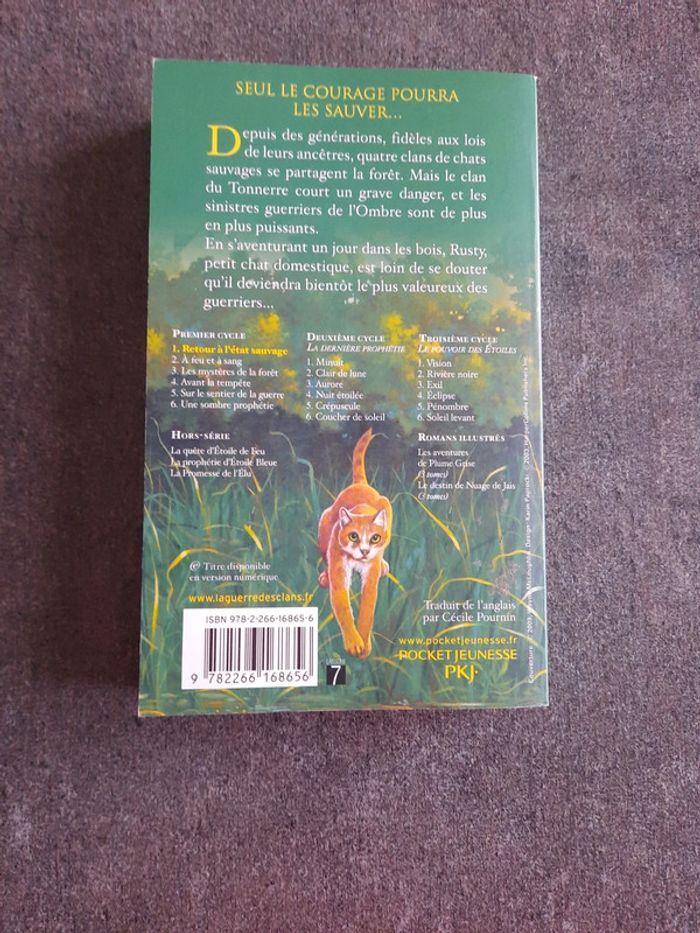 SEUL LE COURAGE POURRA
LES SAUVER...
Depuis des générations, fidèles aux lois
de leurs ancêtres, quatre clans de chats
sauvages se partagent la forêt. Mais le clan
du Tonnerre court un grave danger, et les
sinistres guerriers de l'Ombre sont de plus
en plus puissants.
En s'aventurant un jour dans les bois, Rusty,
petit chat domestique, est loin de se douter
qu'il deviendra bientôt le plus valeureux des
guerriers...
PREMIER CYCLE
1. Retour à l'état sauvage
2. À feu et à sang
3. Les mystères de la forêt
4. Avant la tempête
5. Sur le sentier de la guerre
6. Une sombre prophétie
DEUXIÈME CYCLE
LA DERNIÈRE PROPHÉTIE
1. Minuit
2. Clair de lune
3. Aurore
4. Nuit étoilée
5. Crépuscule
6. Coucher de soleil
TROISIÈME CYCLE
LE POUVOIR DES ÉTOILES
1. Vision
2. Rivière noire
3. Exil
4. Éclipse
5. Pénombre
6. Soleil levant
HORS-SÉRIE
La quête d'Étoile de Feu
La prophétie d'Étoile Bleue
La Promesse de l'Élu
ROMANS ILLUSTRÉS
Les aventures
de Plume Grise
(3 tomes)
Le destin de Nuage de Jais
(3 tomes)
Titre disponible
en version numérique
www.laguerredesclans.fr
ISBN 978-2-266-16865-6
9 782266 168656
7
Traduit de l'anglais
par Cécile Pournin
www.pocketjeunesse.fr
POCKET JEUNESSE
PKJ.